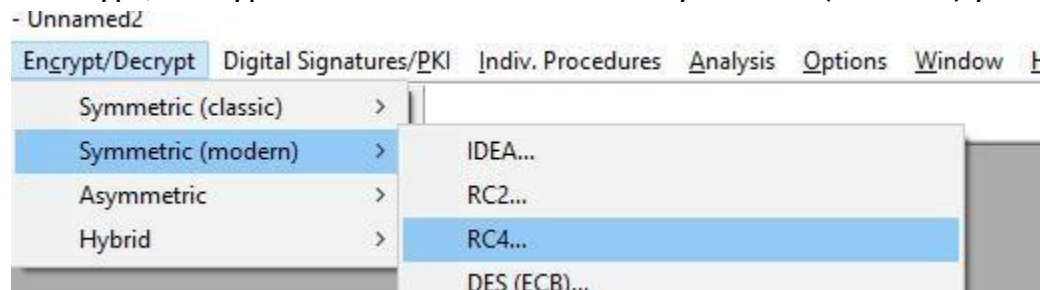 - Unnamed2
Encrypt/Decrypt Digital Signatures/PKI Indiv. Procedures Analysis Options Window
Symmetric (classic) >
Symmetric (modern) >
Asymmetric >
Hybrid >
IDEA...
RC2...
RC4...
DES (ECB)...